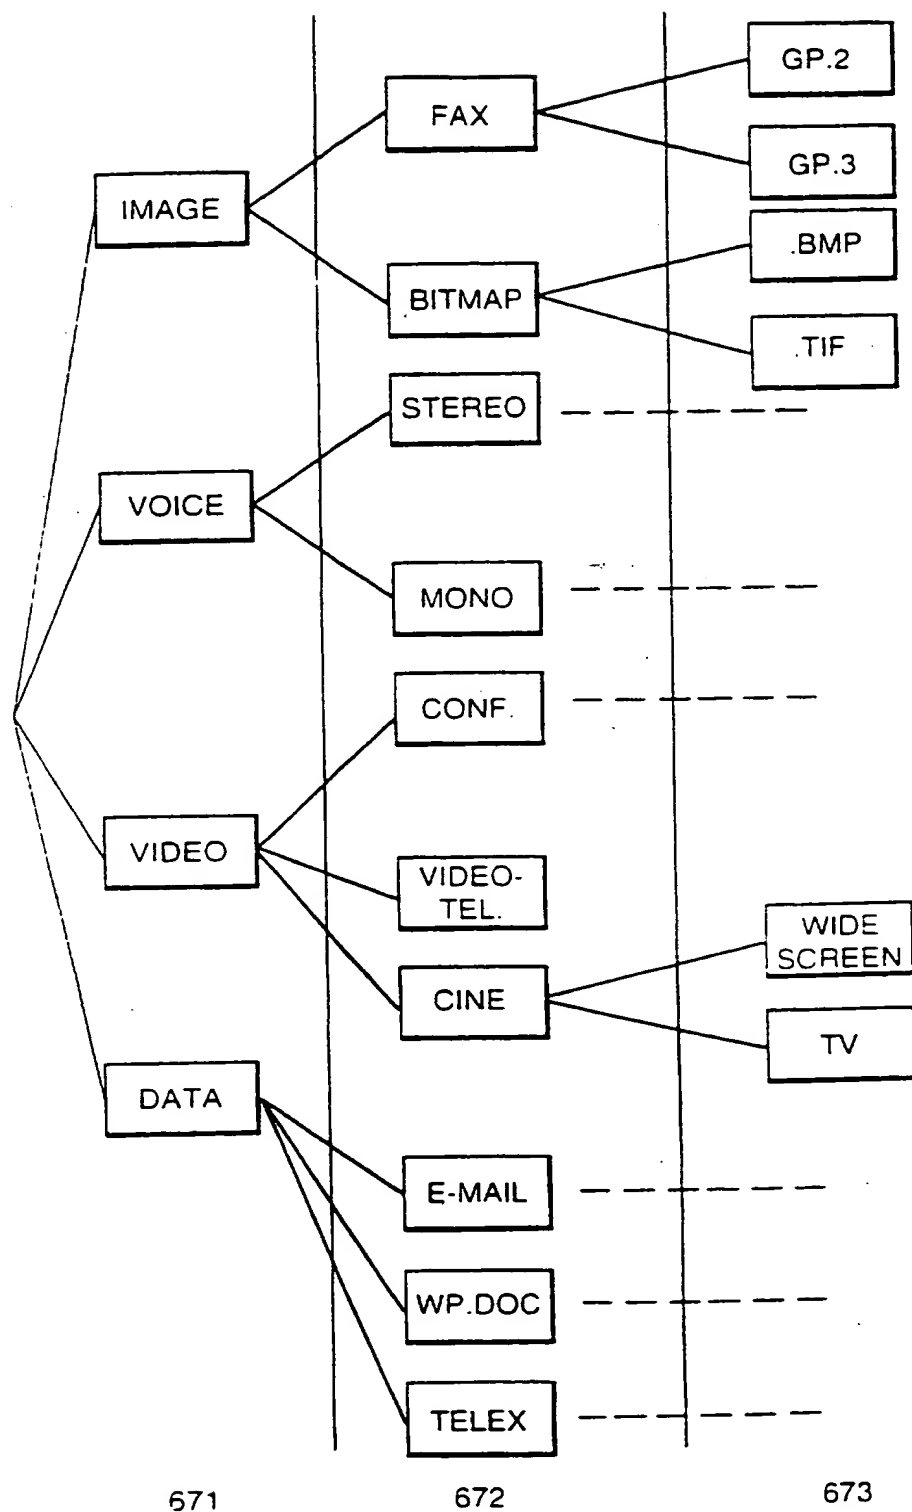 GP.2
FAX
GP.3
IMAGE
.BMP
BITMAP
.TIF
STEREO
VOICE
MONO
CONF.
VIDEO
VIDEO-
TEL.
WIDE
SCREEN
CINE
TV
DATA
E-MAIL
WP.DOC
TELEX
671
672
673